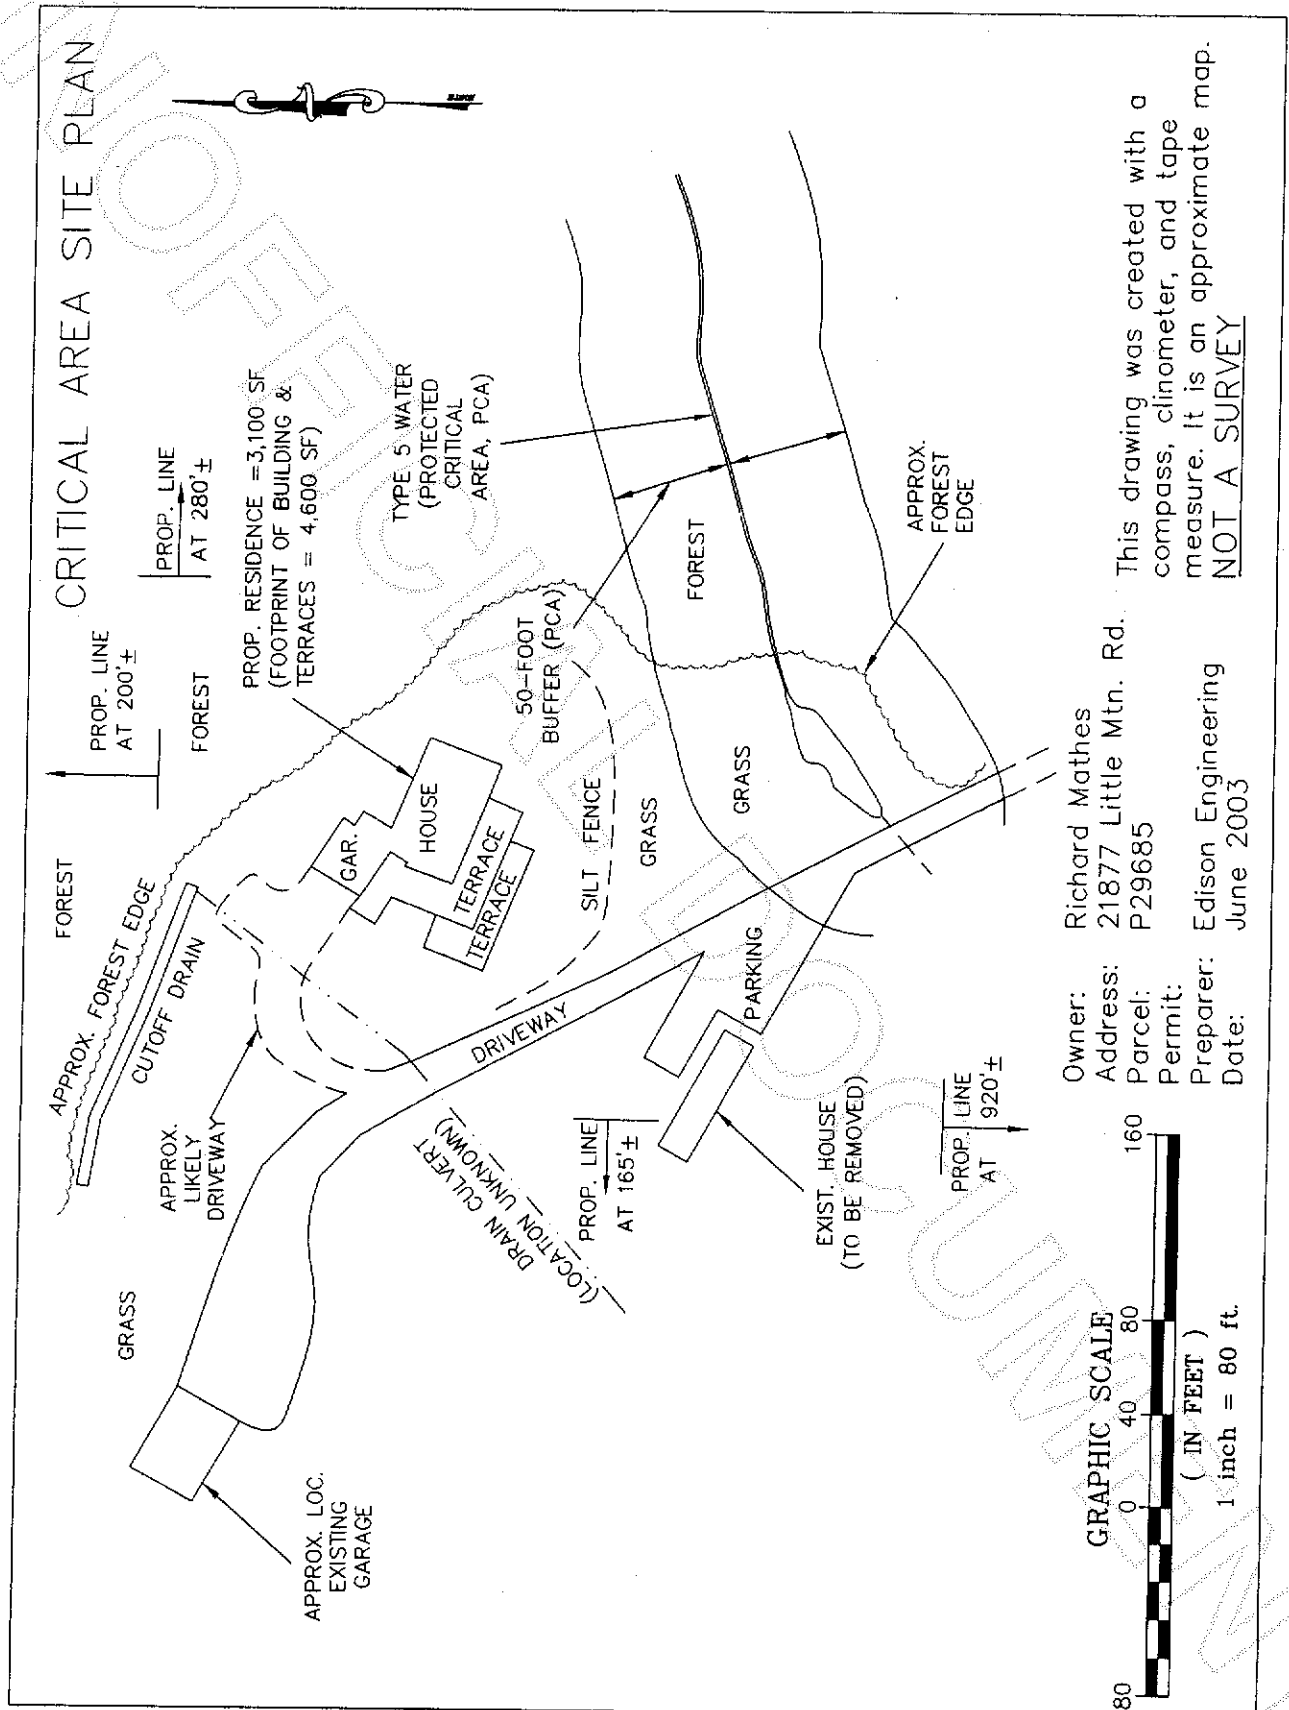 CRITICAL AREA SITE PLAN
PROP. LINE
AT 200'±
PROP. LINE
AT 280'±
FOREST
FOREST
APPROX. FOREST EDGE
CUTOFF DRAIN
APPROX.
LIKELY
DRIVEWAY
GRASS
PROP. RESIDENCE =3,100 SF
(FOOTPRINT OF BUILDING &
TERRACES = 4,600 SF)
GAR.
HOUSE
TERRACE
TERRACE
TYPE 5 WATER
(PROTECTED
CRITICAL
AREA, PCA)
50-FOOT
BUFFER (PCA)
SILT FENCE
GRASS
GRASS
FOREST
APPROX.
FOREST
EDGE
DRIVEWAY
PARKING
DRAIN CULVERT
(LOCATION UNKNOWN)
PROP. LINE
AT 165'±
EXIST. HOUSE
(TO BE REMOVED)
PROP. LINE
AT 920'±
APPROX. LOC.
EXISTING
GARAGE
GRAPHIC SCALE
80 0 40 80 160
( IN FEET )
1 inch = 80 ft.
Owner: Richard Mathes
Address: 21877 Little Mtn. Rd.
Parcel: P29685
Permit:
Preparer: Edison Engineering
Date: June 2003
This drawing was created with a
compass, clinometer, and tape
measure. It is an approximate map.
NOT A SURVEY
UNOFFICIAL DOCUMEN